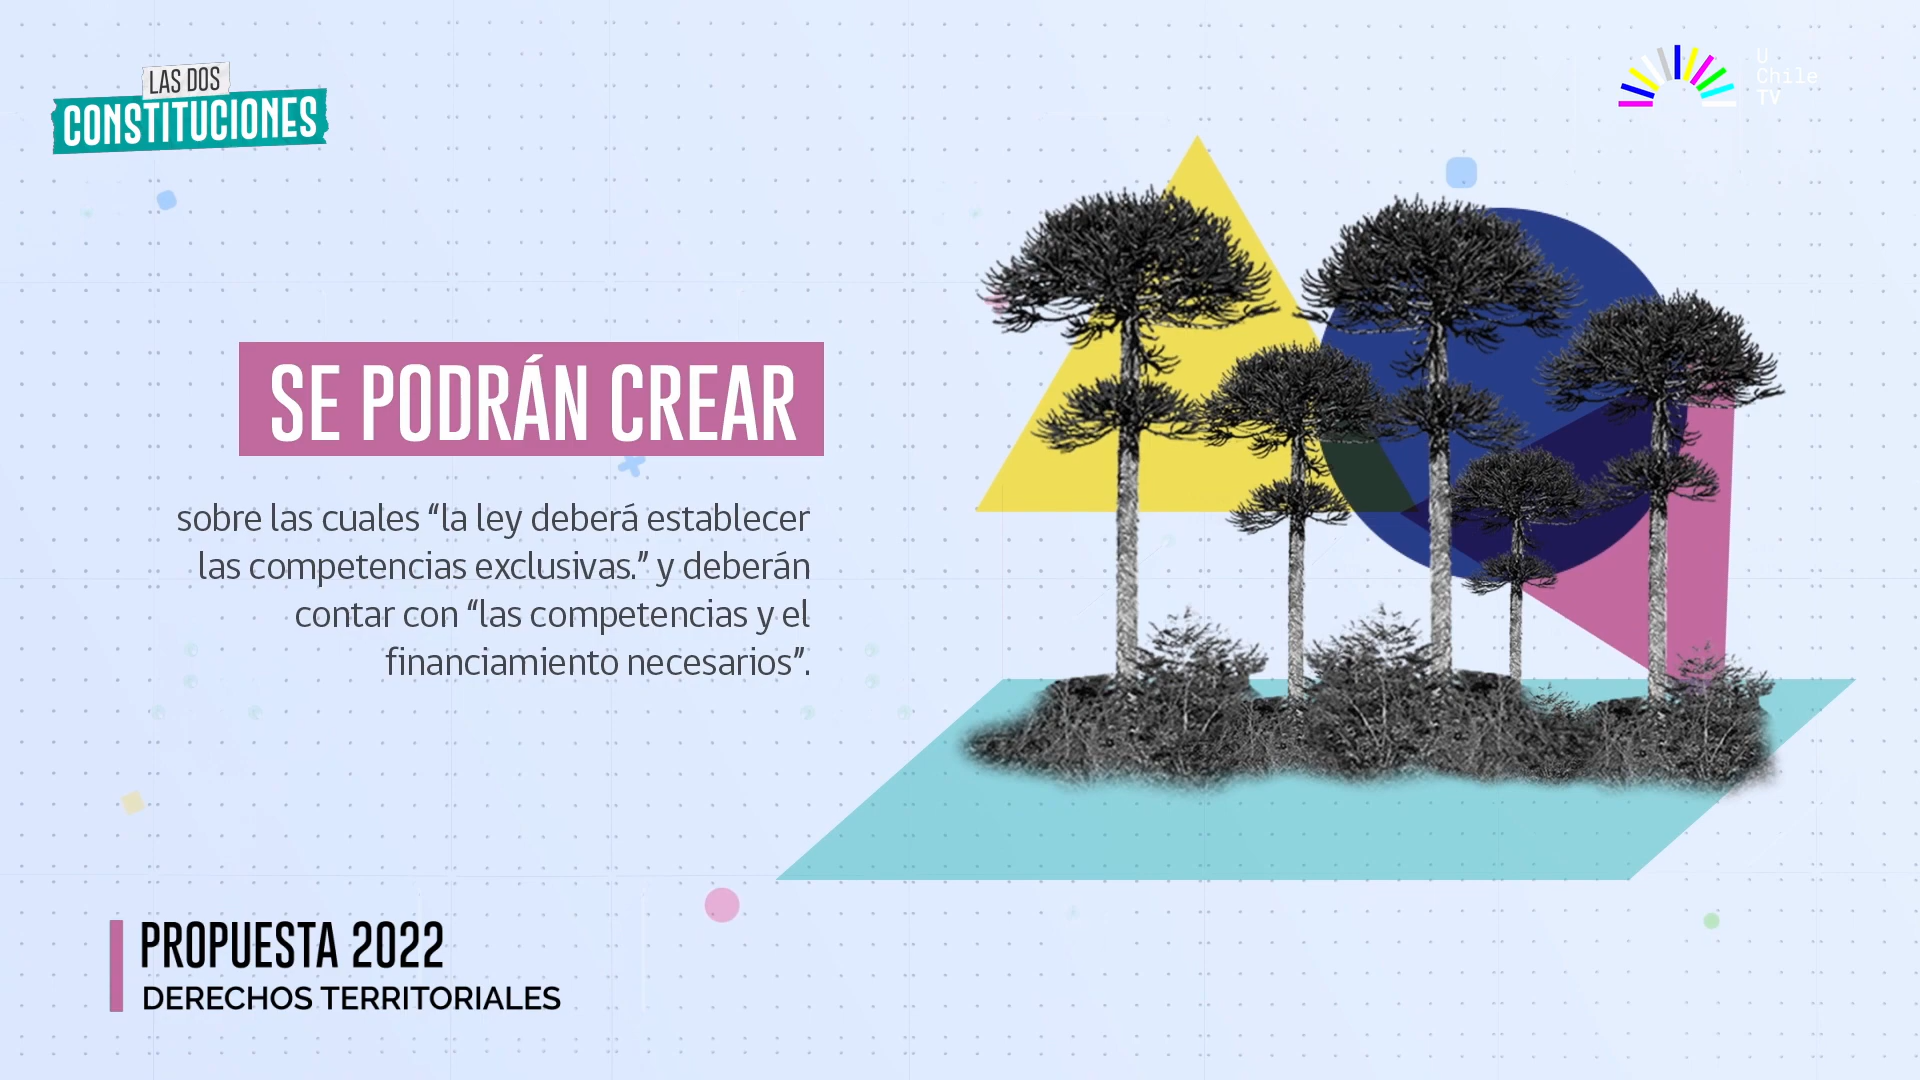 LAS DOS
CONSTITUCIONES
U
Chile
TV
SE PODRÁN CREAR
sobre las cuales “la ley deberá establecer
las competencias exclusivas.” y deberán
contar con “las competencias y el
financiamiento necesarios”.
PROPUESTA 2022
DERECHOS TERRITORIALES